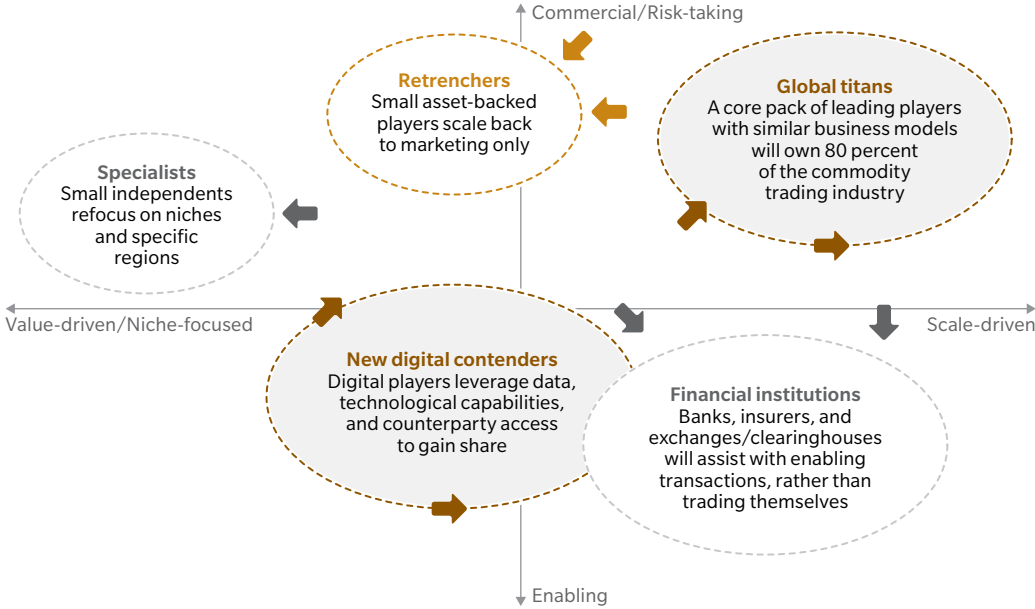 Commercial/Risk-taking
Retrenchers
Small asset-backed
players scale back
to marketing only
Global titans
A core pack of leading players
with similar business models
will own 80 percent
of the commodity
trading industry
Specialists
Small independents
refocus on niches
and specific
regions
Value-driven/Niche-focused
Scale-driven
New digital contenders
Digital players leverage data,
technological capabilities,
and counterparty access
to gain share
Financial institutions
Banks, insurers, and
exchanges/clearinghouses
will assist with enabling
transactions, rather than
trading themselves
Enabling